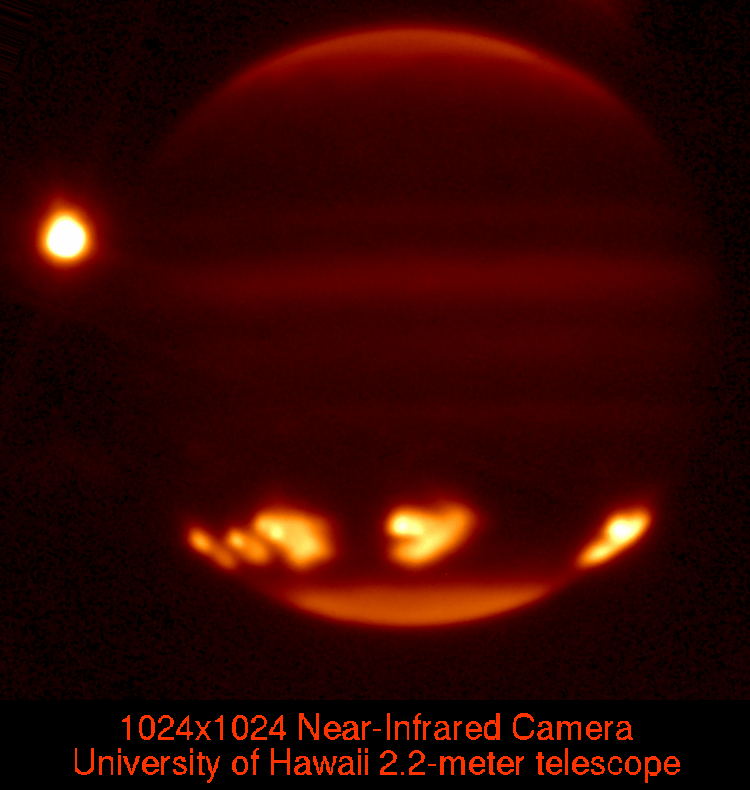 1024x1024 Near-Infrared Camera
University of Hawaii 2.2-meter telescope